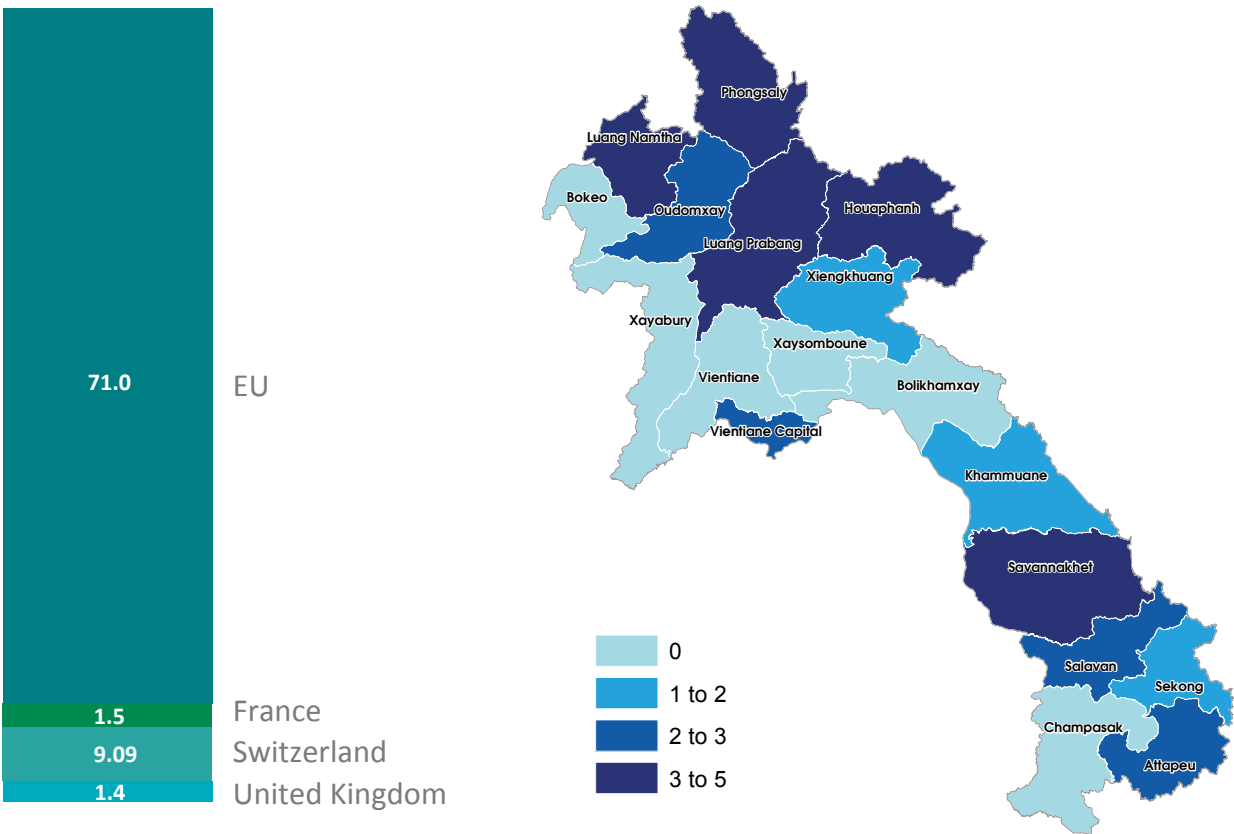 71.0
EU
1.5
France
9.09
Switzerland
1.4
United Kingdom
Phongsaly
Luang Namtha
Bokeo
Oudomxay
Houaphanh
Luang Prabang
Xiengkhuang
Xayabury
Xaysomboune
Vientiane
Bolikhamxay
Vientiane Capital
Khammuane
Savannakhet
Salavan
Sekong
Champasak
Attapeu
0
1 to 2
2 to 3
3 to 5